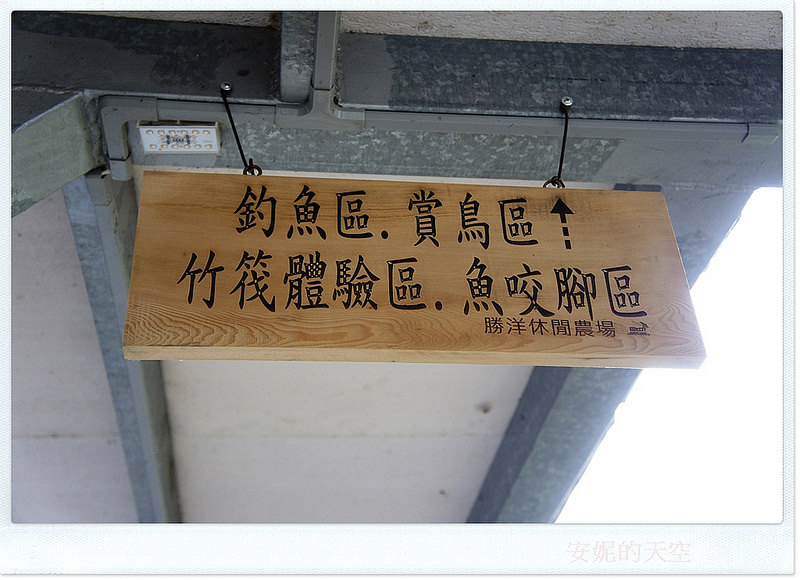 釣魚區.賞鳥區↑
竹筏體驗區.魚咬腳區
勝洋休閒農場
安妮的天空